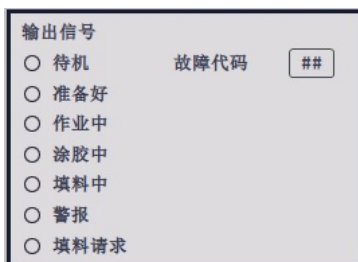 输出信号
待机 故障代码 ##
准备好
作业中
涂胶中
填料中
警报
填料请求